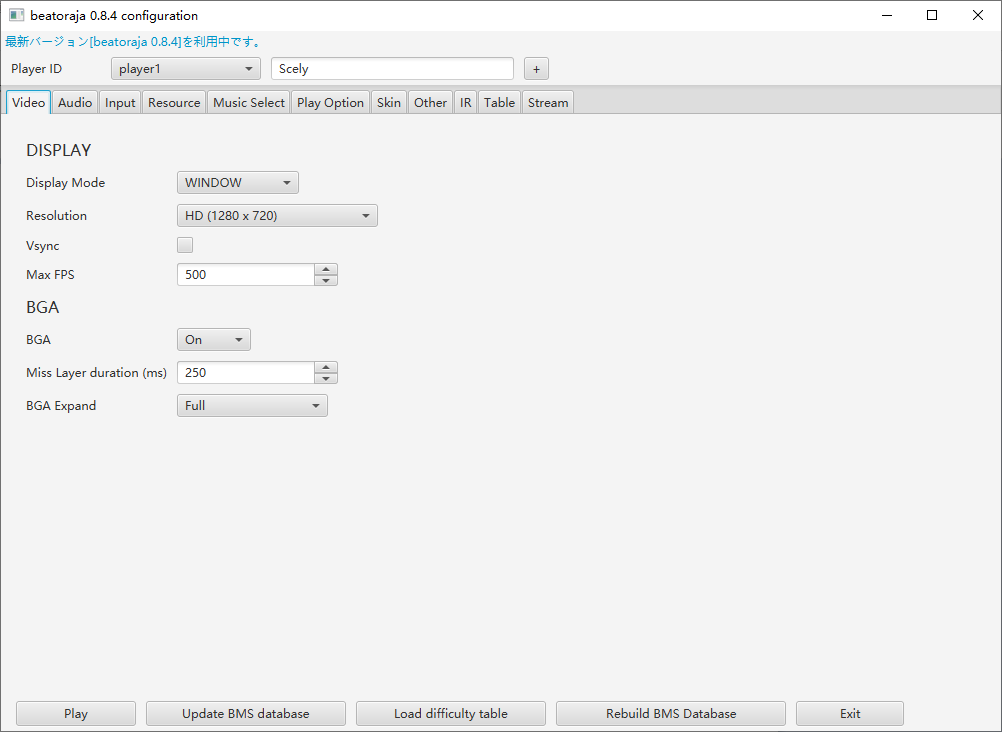 beatoraja 0.8.4 configuration
最新バージョン[beatoraja 0.8.4]を利用中です。
Player ID player1 Scely +
Video Audio Input Resource Music Select Play Option Skin Other IR Table Stream
DISPLAY
Display Mode WINDOW
Resolution HD (1280 x 720)
Vsync
Max FPS 500
BGA
BGA On
Miss Layer duration (ms) 250
BGA Expand Full
Play Update BMS database Load difficulty table Rebuild BMS Database Exit